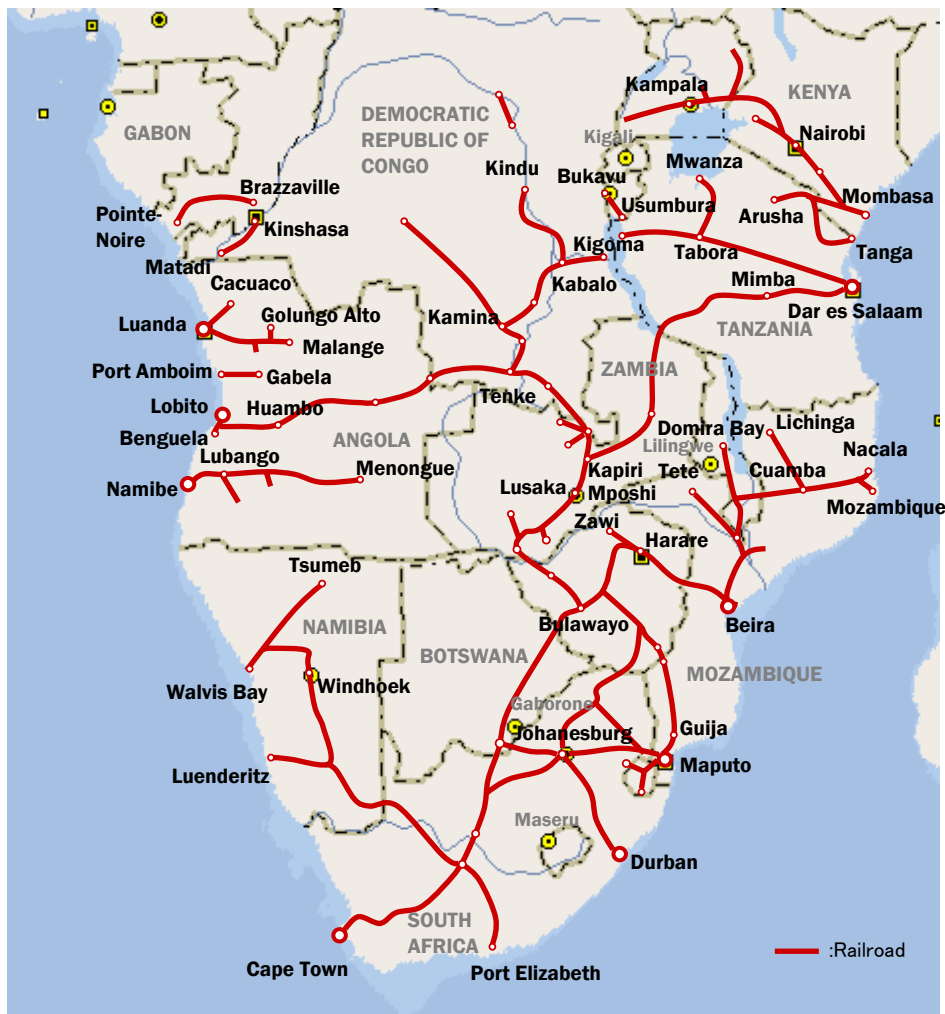 Kampala
KENYA
DEMOCRATIC
REPUBLIC OF
CONGO
GABON
Kigali
Nairobi
Kindu
Bukavu
Mwanza
Brazzaville
Mombasa
Usumbura
Arusha
Pointe-
Noire
Kinshasa
Kigoma
Tabora
Tanga
Matadi
Cacuaco
Kabalo
Mimba
Luanda
Golungo Alto
Kamina
Dar es Salaam
TANZANIA
Malange
Port Amboim
Gabela
ZAMBIA
Tenke
Lobito
Huambo
Benguela
ANGOLA
Domira Bay
Lichinga
Lilingwe
Nacala
Lubango
Menongue
Kapiri
Mposhi
Tete
Cuamba
Namibe
Lusaka
Mozambique
Zawi
Harare
Tsumeb
Beira
Bulawayo
NAMIBIA
BOTSWANA
MOZAMBIQUE
Walvis Bay
Windhoek
Gaborone
Guija
Johanesburg
Luenderitz
Maputo
Maseru
Durban
SOUTH
AFRICA
Cape Town
Port Elizabeth
:Railroad